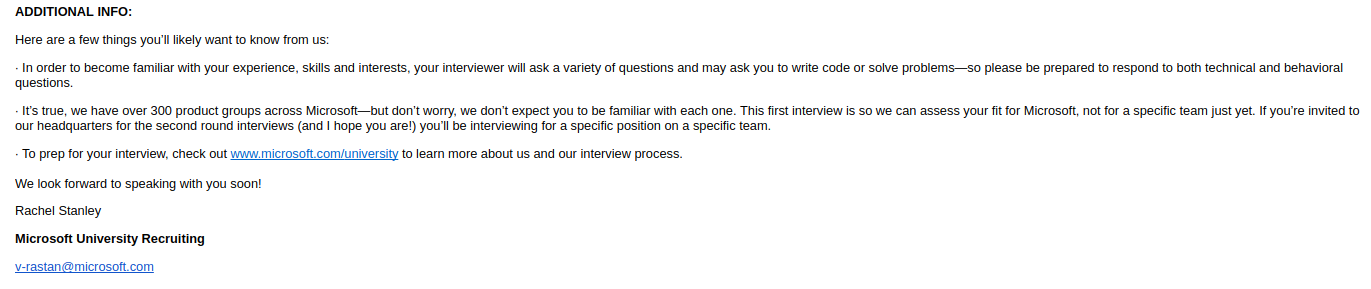 ADDITIONAL INFO:
Here are a few things you’ll likely want to know from us:
· In order to become familiar with your experience, skills and interests, your interviewer will ask a variety of questions and may ask you to write code or solve problems—so please be prepared to respond to both technical and behavioral
questions.
· It’s true, we have over 300 product groups across Microsoft—but don’t worry, we don’t expect you to be familiar with each one. This first interview is so we can assess your fit for Microsoft, not for a specific team just yet. If you’re invited to
our headquarters for the second round interviews (and I hope you are!) you’ll be interviewing for a specific position on a specific team.
· To prep for your interview, check out www.microsoft.com/university to learn more about us and our interview process.
We look forward to speaking with you soon!
Rachel Stanley
Microsoft University Recruiting
v-rastan@microsoft.com